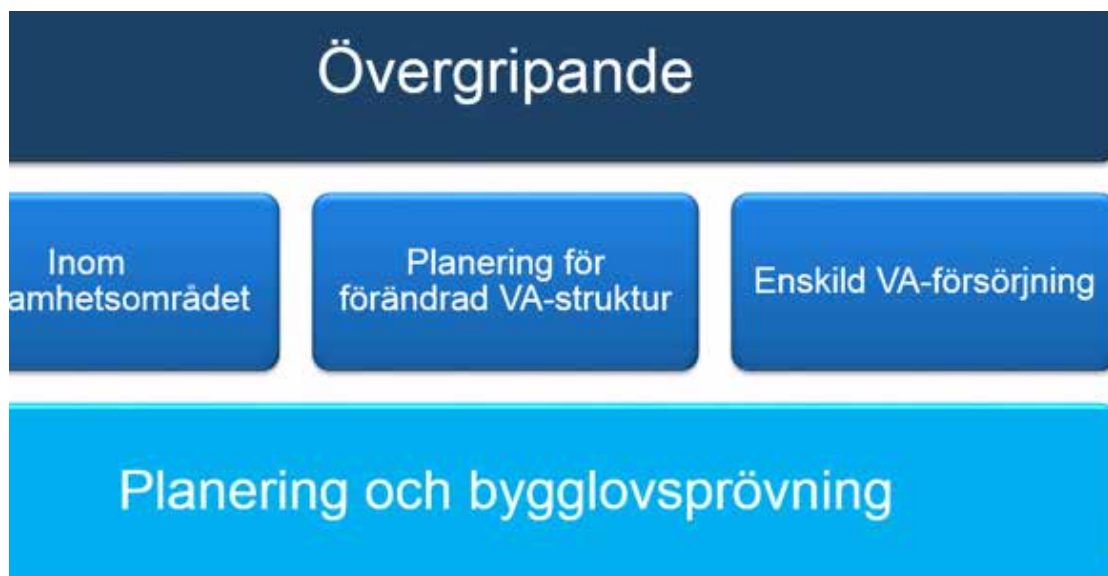 Övergripande
Inom
amhetsområdet
Planering för
förändrad VA-struktur
Enskild VA-försörjning
Planering och bygglovsprövning